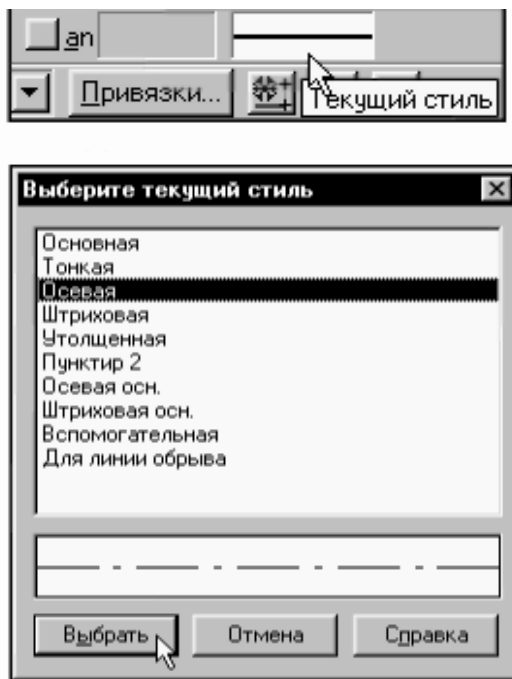 an
Привязки...
Текущий стиль
Выберите текущий стиль
Основная
Тонкая
Осевая
Штриховая
Утолщенная
Пунктир 2
Осевая осн.
Штриховая осн.
Вспомогательная
Для линии обрыва
Выбрать
Отмена
Справка